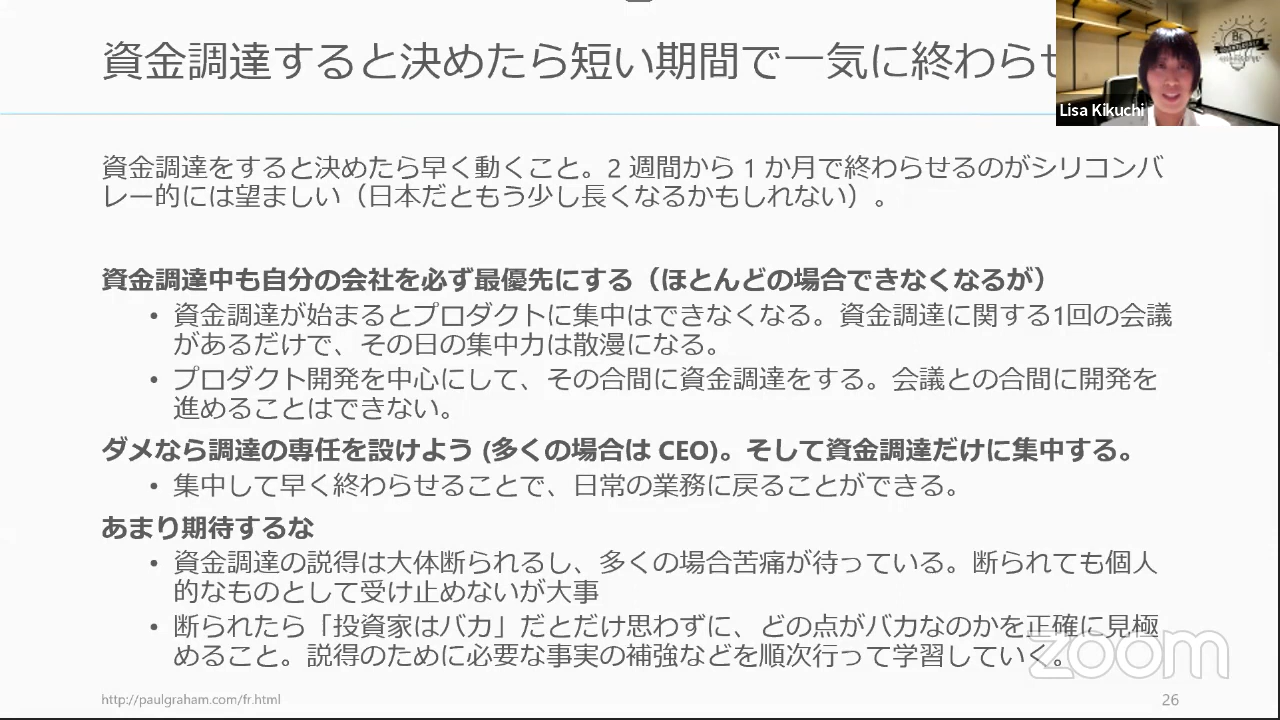 資金調達すると決めたら短い期間で一気に終わらせ
Lisa Kikuchi
資金調達をすると決めたら早く動くこと。2 週間から 1 か月で終わらせるのがシリコンバ
レー的には望ましい（日本だともう少し長くなるかもしれない）。
資金調達中も自分の会社を必ず最優先にする（ほとんどの場合できなくなるが）
• 資金調達が始まるとプロダクトに集中はできなくなる。資金調達に関する1回の会議
があるだけで、その日の集中力は散漫になる。
• プロダクト開発を中心にして、その合間に資金調達をする。会議との合間に開発を
進めることはできない。
ダメなら調達の専任を設けよう (多くの場合は CEO)。そして資金調達だけに集中する。
• 集中して早く終わらせることで、日常の業務に戻ることができる。
あまり期待するな
• 資金調達の説得は大体断られるし、多くの場合苦痛が待っている。断られても個人
的なものとして受け止めないが大事
• 断られたら「投資家はバカ」だとだけ思わずに、どの点がバカなのかを正確に見極
めること。説得のために必要な事実の補強などを順次行って学習していく。
zoom
http://paulgraham.com/fr.html
26